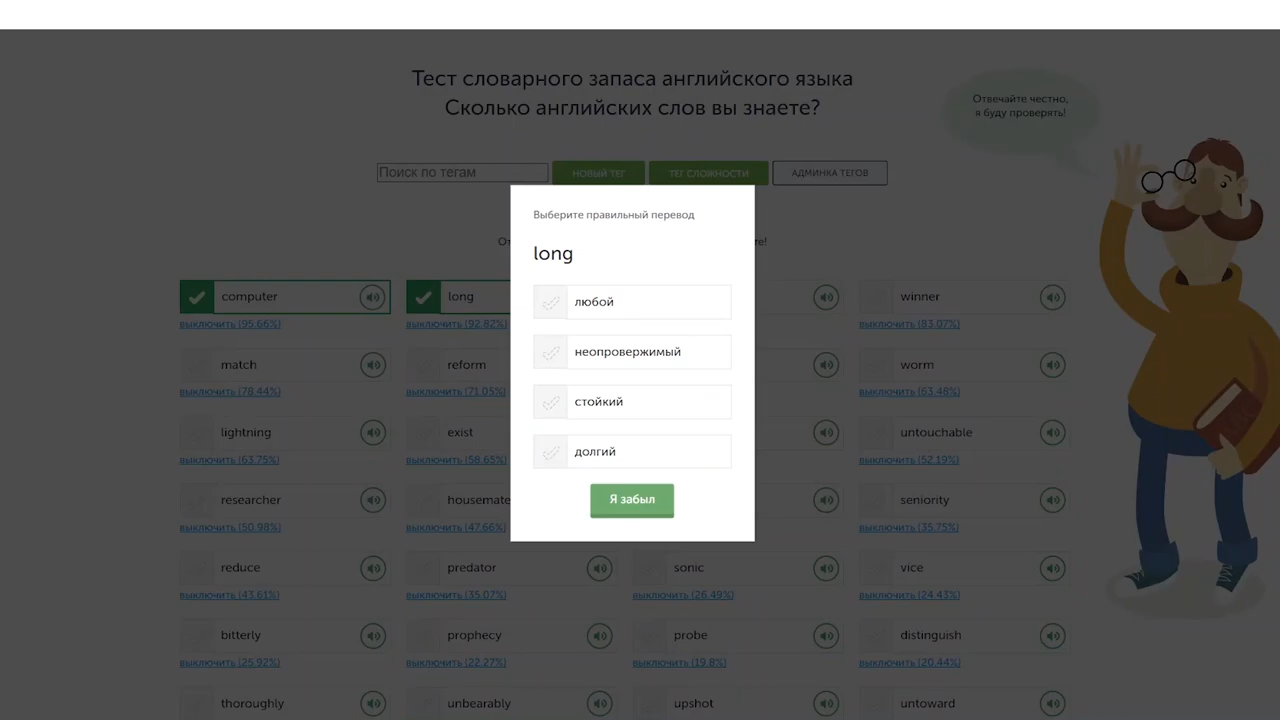 Тест словарного запаса английского языка
Сколько английских слов вы знаете?
Отвечайте честно,
я буду проверять!
Поиск по тегам
НОВЫЙ ТЕГ
ТЕГ СЛОЖНОСТИ
АДМИНКА ТЕГОВ
Выберите правильный перевод
long
любой
неопровержимый
стойкий
долгий
Я забыл
computer
long
winner
выключить (95.66%)
выключить (92.82%)
выключить (83.07%)
match
reform
worm
выключить (78.44%)
выключить (71.05%)
выключить (63.48%)
lightning
exist
untouchable
выключить (63.75%)
выключить (58.65%)
выключить (52.19%)
researcher
housemate
seniority
выключить (50.98%)
выключить (47.66%)
выключить (35.75%)
reduce
predator
sonic
vice
выключить (43.61%)
выключить (35.07%)
выключить (26.49%)
выключить (24.43%)
bitterly
prophecy
probe
distinguish
выключить (25.92%)
выключить (22.27%)
выключить (19.8%)
выключить (20.44%)
thoroughly
unbearably
upshot
untoward